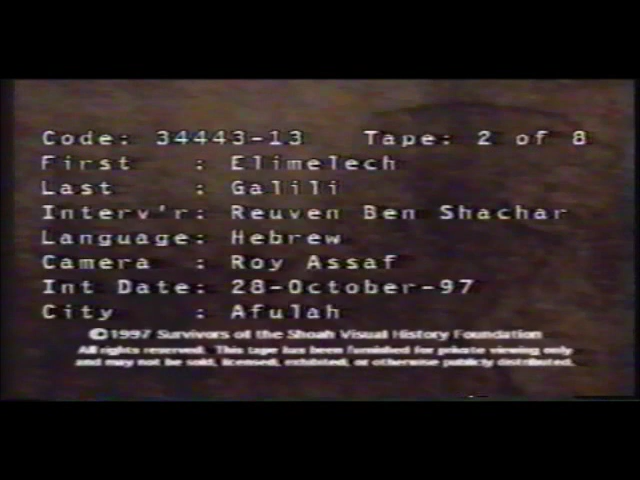 Code: 34443-13 Tape: 2 of 8
First : Elimelech
Last : Galili
Interv'r: Reuven Ben Shachar
Language: Hebrew
Camera : Roy Assaf
Int Date: 28-October-97
City : Afulah
©1997 Survivors of the Shoah Visual History Foundation
All rights reserved. This tape has been furnished for private viewing only
and may not be sold, licensed, exhibited, or otherwise publicly distributed.